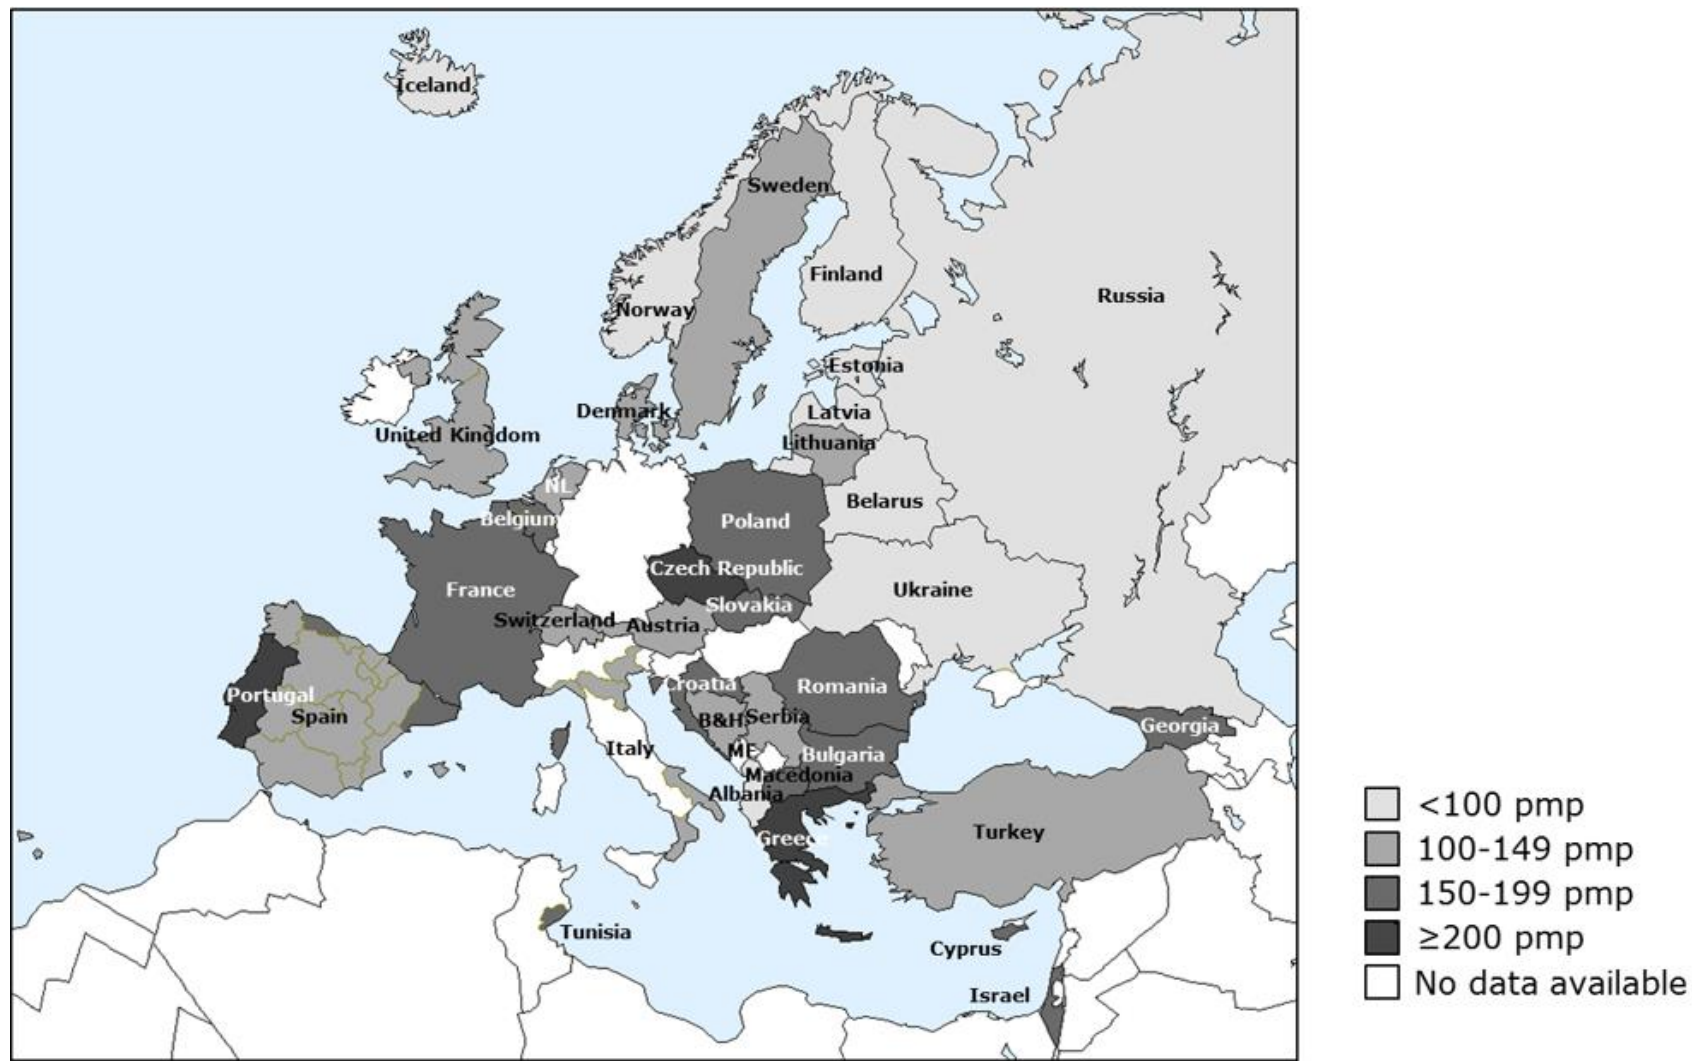 Iceland
Sweden
Finland
Norway
Russia
Estonia
Denmark
Latvia
United Kingdom
Lithuania
NL
Belarus
Belgium
Poland
Czech Republic
France
Ukraine
Slovakia
Switzerland
Austria
Croatia
Romania
Portugal
Spain
B&H
Serbia
Georgia
Italy
ME
Bulgaria
Macedonia
Albania
Greece
Turkey
Tunisia
Cyprus
Israel
<100 pmp
100-149 pmp
150-199 pmp
≥200 pmp
No data available